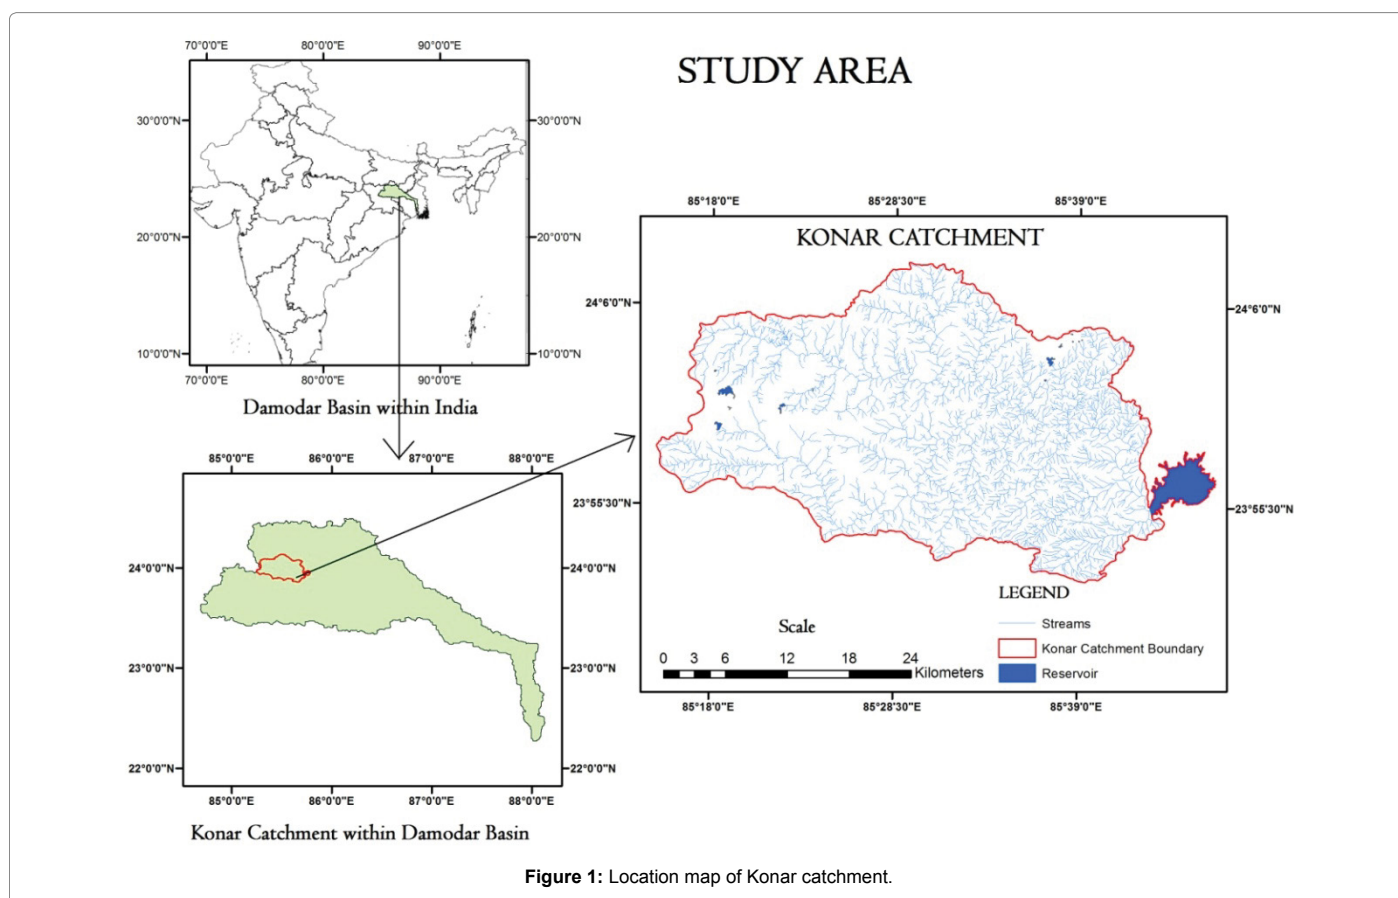 STUDY AREA
70°0'0"E 80°0'0"E 90°0'0"E
30°0'0"N 30°0'0"N
20°0'0"N 20°0'0"N
10°0'0"N 10°0'0"N
70°0'0"E 80°0'0"E 90°0'0"E
Damodar Basin within India
85°0'0"E 86°0'0"E 87°0'0"E 88°0'0"E
24°0'0"N 24°0'0"N
23°0'0"N 23°0'0"N
22°0'0"N 22°0'0"N
85°0'0"E 86°0'0"E 87°0'0"E 88°0'0"E
Konar Catchment within Damodar Basin
85°18'0"E 85°28'30"E 85°39'0"E
KONAR CATCHMENT
24°6'0"N 24°6'0"N
23°55'30"N 23°55'30"N
LEGEND
Streams
Konar Catchment Boundary
Reservoir
Scale
0 3 6 12 18 24
Kilometers
85°18'0"E 85°28'30"E 85°39'0"E
Figure 1: Location map of Konar catchment.